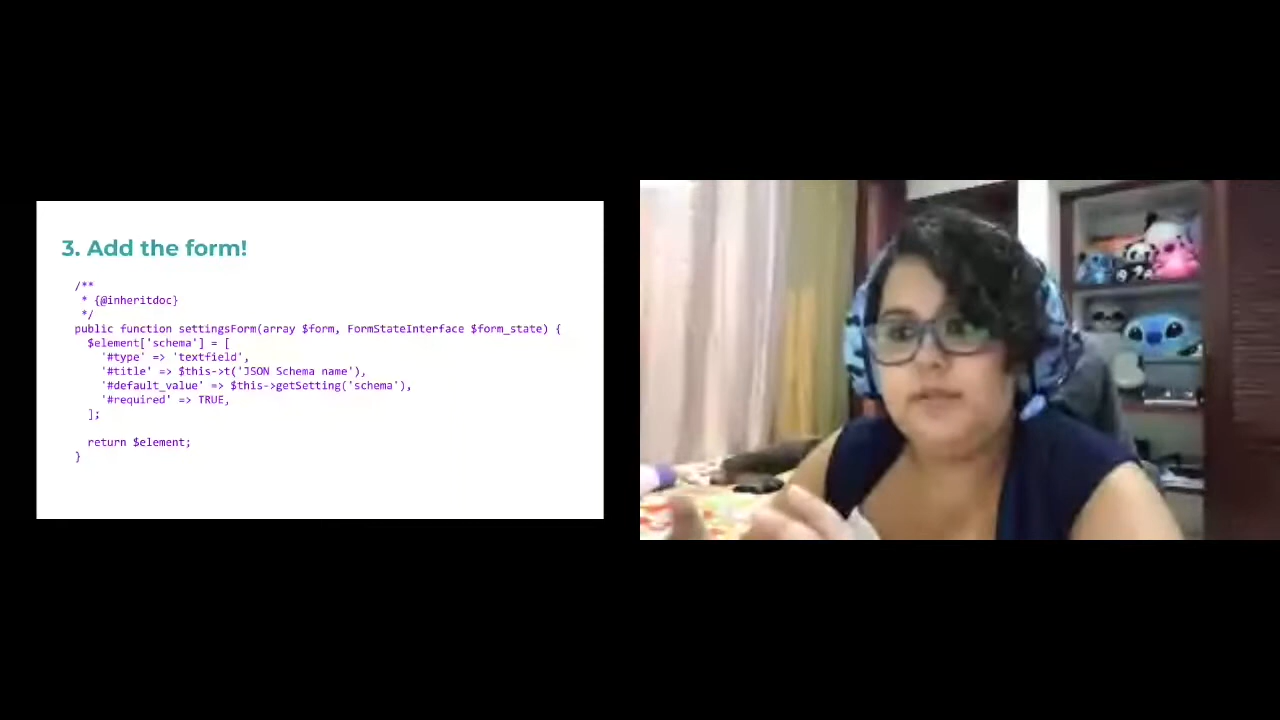 3. Add the form!
/**
 * {@inheritdoc}
 */
public function settingsForm(array $form, FormStateInterface $form_state) {
  $element['schema'] = [
    '#type' => 'textfield',
    '#title' => $this->t('JSON Schema name'),
    '#default_value' => $this->getSetting('schema'),
    '#required' => TRUE,
  ];

  return $element;
}